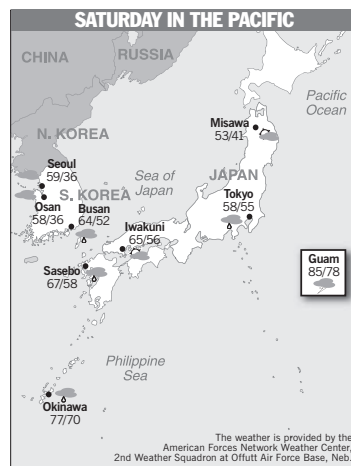 SATURDAY IN THE PACIFIC
CHINA
RUSSIA
Pacific
Ocean
N. KOREA
Misawa
53/41
Seoul
59/36
Sea of
Japan
JAPAN
S. KOREA
Osan
58/36
Busan
64/52
Tokyo
58/55
Iwakuni
65/56
Sasebo
67/58
Guam
85/78
Philippine
Sea
Okinawa
77/70
The weather is provided by the
American Forces Network Weather Center,
2nd Weather Squadron at Offutt Air Force Base, Neb.